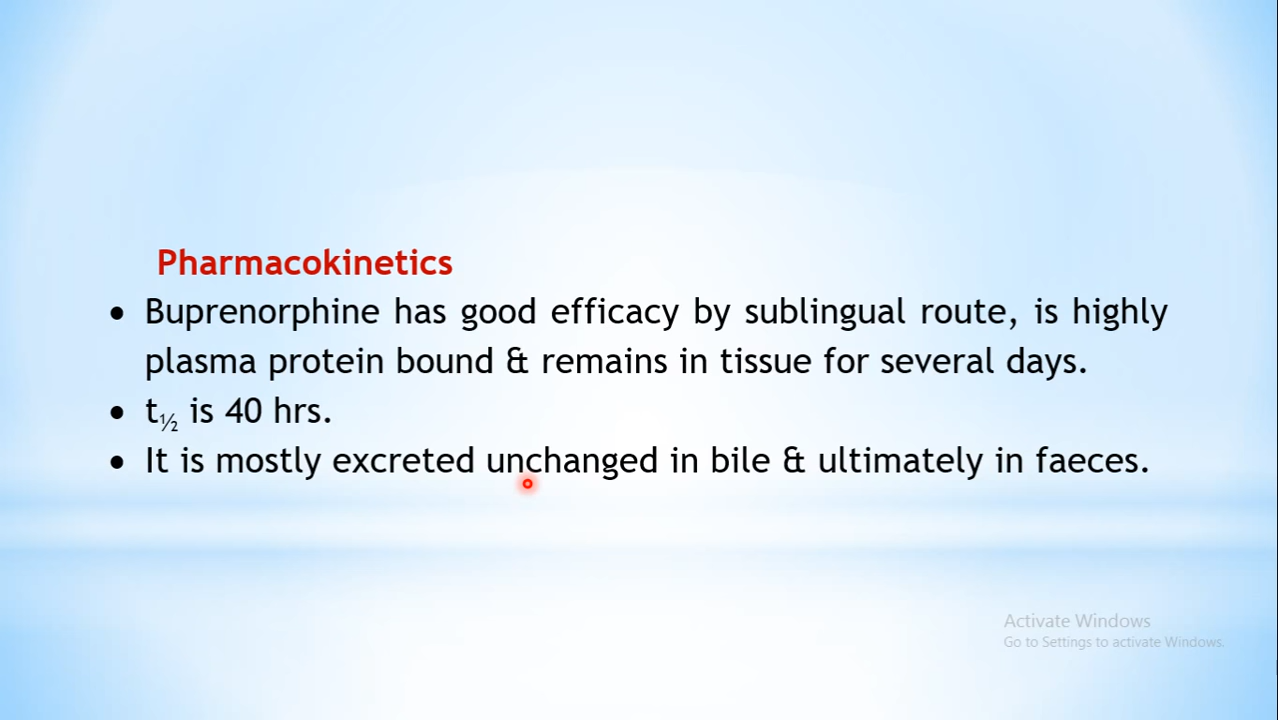 Pharmacokinetics
• Buprenorphine has good efficacy by sublingual route, is highly
plasma protein bound & remains in tissue for several days.
• t½ is 40 hrs.
• It is mostly excreted unchanged in bile & ultimately in faeces.
Activate Windows
Go to Settings to activate Windows.